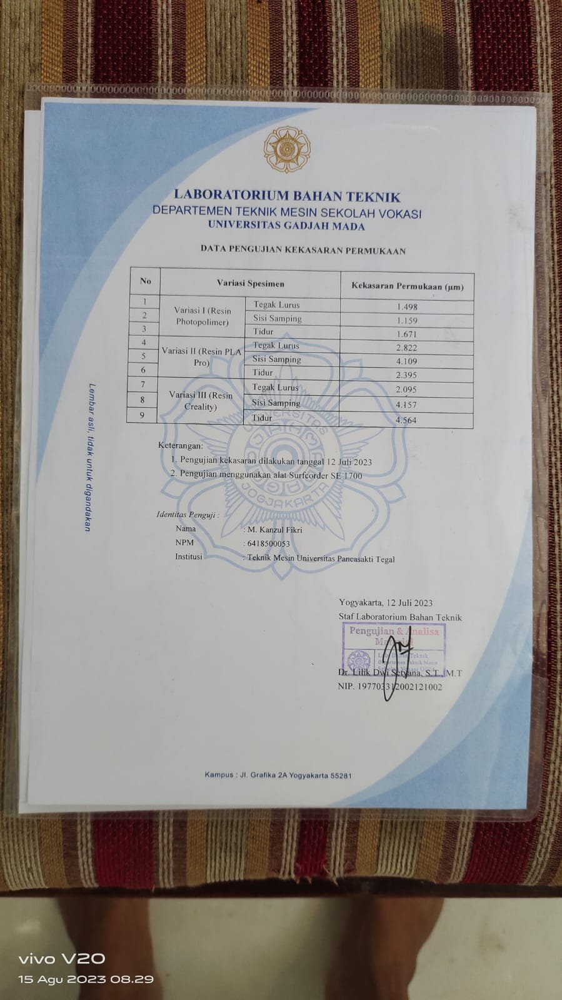 LABORATORIUM BAHAN TEKNIK
DEPARTEMEN TEKNIK MESIN SEKOLAH VOKASI
UNIVERSITAS GADJAH MADA
DATA PENGUJIAN KEKASARAN PERMUKAAN
No Variasi Spesimen Kekasaran Permukaan (μm)
1 Variasi I (Resin Photopolimer) Tegak Lurus 1.498
2 Sisi Samping 1.159
3 Tidur 1.671
4 Variasi II (Resin PLA Pro) Tegak Lurus 2.822
5 Sisi Samping 4.109
6 Tidur 2.395
7 Variasi III (Resin Creality) Tegak Lurus 2.095
8 Sisi Samping 4.157
9 Tidur 4.564
UNIVERSITAS
GADJAH MADA
JOGJAKARTA
Lembar asli, tidak untuk digandakan
Keterangan:
1. Pengujian kekasaran dilakukan tanggal 12 Juli 2023
2. Pengujian menggunakan alat Surfcorder SE 1700
Identitas Penguji :
Nama : M. Kanzul Fikri
NPM : 6418500053
Institusi : Teknik Mesin Universitas Pancasakti Tegal
Yogyakarta, 12 Juli 2023
Staf Laboratorium Bahan Teknik
Pengujian & Analisa
Material
Teknik
Teknik Mesin
Dr. Lilik Dwi Setyana, S.T., M.T
NIP. 197703312002121002
Kampus : Jl. Grafika 2A Yogyakarta 55281
vivo V20
15 Agu 2023 08.29